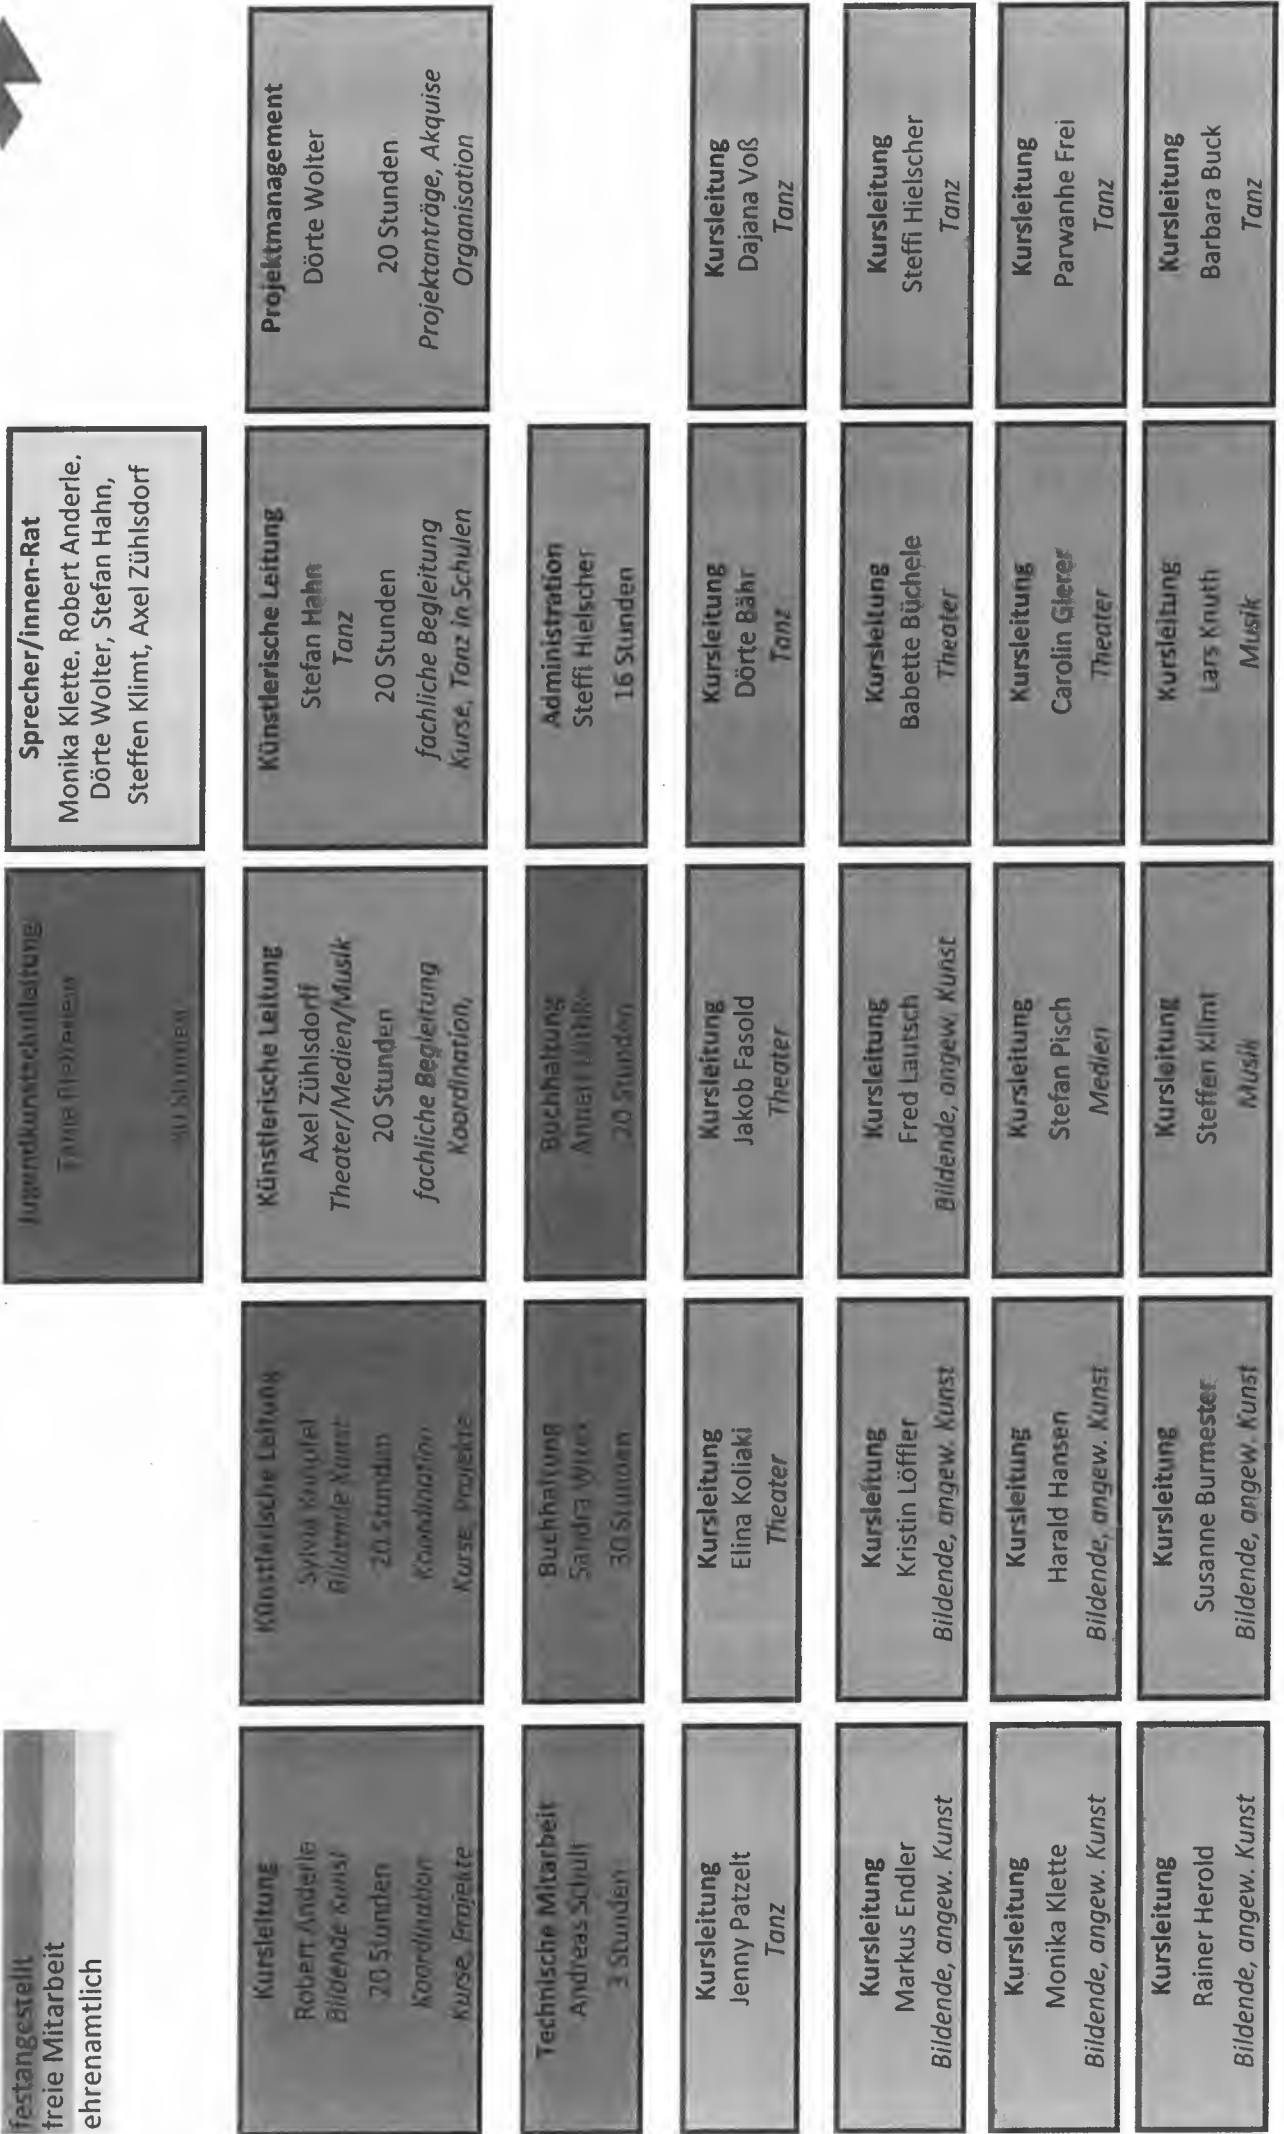 festangestellt
freie Mitarbeit
ehrenamtlich
Jugendkunstschulleitung
Stunden
Sprecher/innen-Rat
Monika Klette, Robert Anderle,
Dörte Wolter, Stefan Hahn,
Steffen Klimt, Axel Zühlsdorf
Kursleitung
Robert Anderle
Bildende Kunst
20 Stunden
Koordination
Kurse, Projekte
Künstlerische Leitung
Sylvia
Bildende Kunst
20 Stunden
Koordination
Kurse, Projekte
Künstlerische Leitung
Axel Zühlsdorf
Theater/Medien/Musik
20 Stunden
fachliche Begleitung
Koordination,
Künstlerische Leitung
Stefan Hahn
Tanz
20 Stunden
fachliche Begleitung
Kurse, Tanz in Schulen
Projektmanagement
Dörte Wolter
20 Stunden
Projektanträge, Akquise
Organisation
Technische Mitarbeit
Andreas Schult
3 Stunden
Buchhaltung
Sandra
30 Stunden
Buchhaltung
20 Stunden
Administration
Steffi Hielscher
16 Stunden
Kursleitung
Jenny Patzelt
Tanz
Kursleitung
Elina Koliaki
Theater
Kursleitung
Jakob Fasold
Theater
Kursleitung
Dörte Bähr
Tanz
Kursleitung
Dajana Voß
Tanz
Kursleitung
Markus Endler
Bildende, angew. Kunst
Kursleitung
Kristin Löffler
Bildende, angew. Kunst
Kursleitung
Fred Lautsch
Bildende, angew. Kunst
Kursleitung
Babette Büchele
Theater
Kursleitung
Steffi Hielscher
Tanz
Kursleitung
Monika Klette
Bildende, angew. Kunst
Kursleitung
Harald Hansen
Bildende, angew. Kunst
Kursleitung
Stefan Pisch
Medien
Kursleitung
Carolin Gierer
Theater
Kursleitung
Parwanhe Frei
Tanz
Kursleitung
Rainer Herold
Bildende, angew. Kunst
Kursleitung
Susanne Burmester
Bildende, angew. Kunst
Kursleitung
Steffen Klimt
Musik
Kursleitung
Lars Knuth
Musik
Kursleitung
Barbara Buck
Tanz